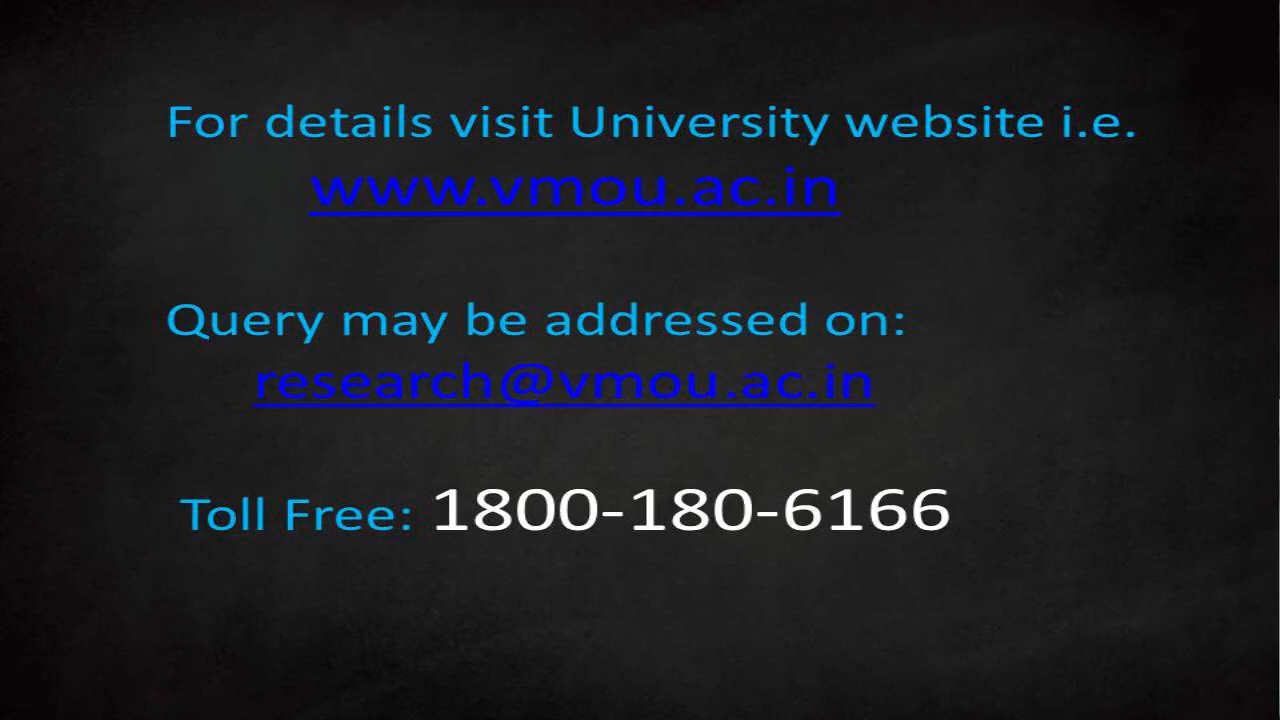 For details visit University website i.e.
www.vmou.ac.in
Query may be addressed on:
research@vmou.ac.in
Toll Free: 1800-180-6166